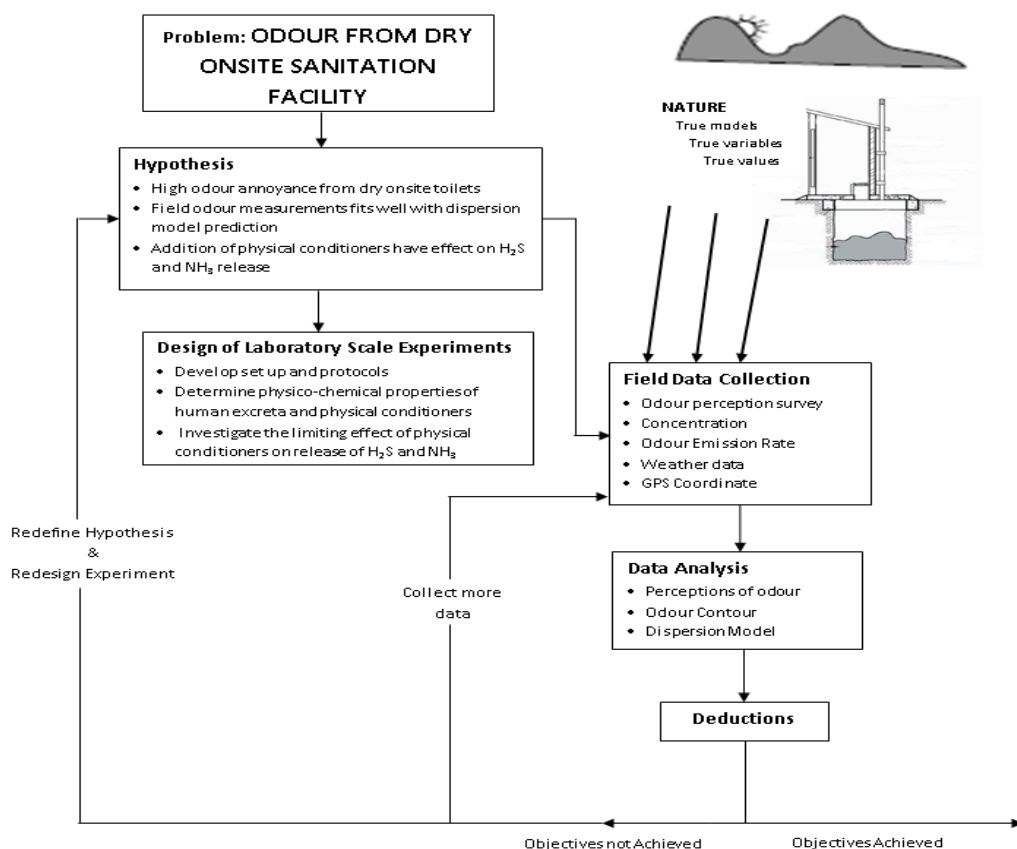 Problem: ODOUR FROM DRY
ONSITE SANITATION
FACILITY
NATURE
True models
True variables
True values
Hypothesis
• High odour annoyance from dry onsite toilets
• Field odour measurements fits well with dispersion
model prediction
• Addition of physical conditioners have effect on H₂S
and NH₃ release
Design of Laboratory Scale Experiments
• Develop set up and protocols
• Determine physico-chemical properties of
human excreta and physical conditioners
• Investigate the limiting effect of physical
conditioners on release of H₂S and NH₃
Field Data Collection
• Odour perception survey
• Concentration
• Odour Emission Rate
• Weather data
• GPS Coordinate
Redefine Hypothesis
&
Redesign Experiment
Collect more
data
Data Analysis
• Perceptions of odour
• Odour Contour
• Dispersion Model
Deductions
Objectives not Achieved
Objectives Achieved